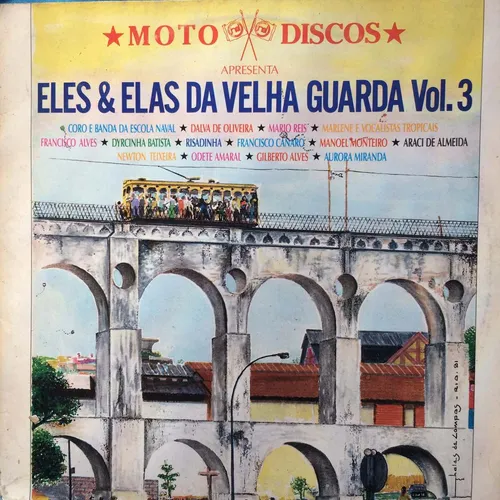 ★ MOTO DISCOS ★
APRESENTA
ELES & ELAS DA VELHA GUARDA Vol. 3
CORO E BANDA DA ESCOLA NAVAL ★ DALVA DE OLIVEIRA ★ MARIO REIS ★ MARLENE E VOCALISTAS TROPICAIS
FRANCISCO ALVES ★ DYRCINHA BATISTA ★ RISADINHA ★ FRANCISCO CANARO ★ MANOEL MONTEIRO ★ ARACI DE ALMEIDA
NEWTON TEIXEIRA ★ ODETE AMARAL ★ GILBERTO ALVES ★ AURORA MIRANDA